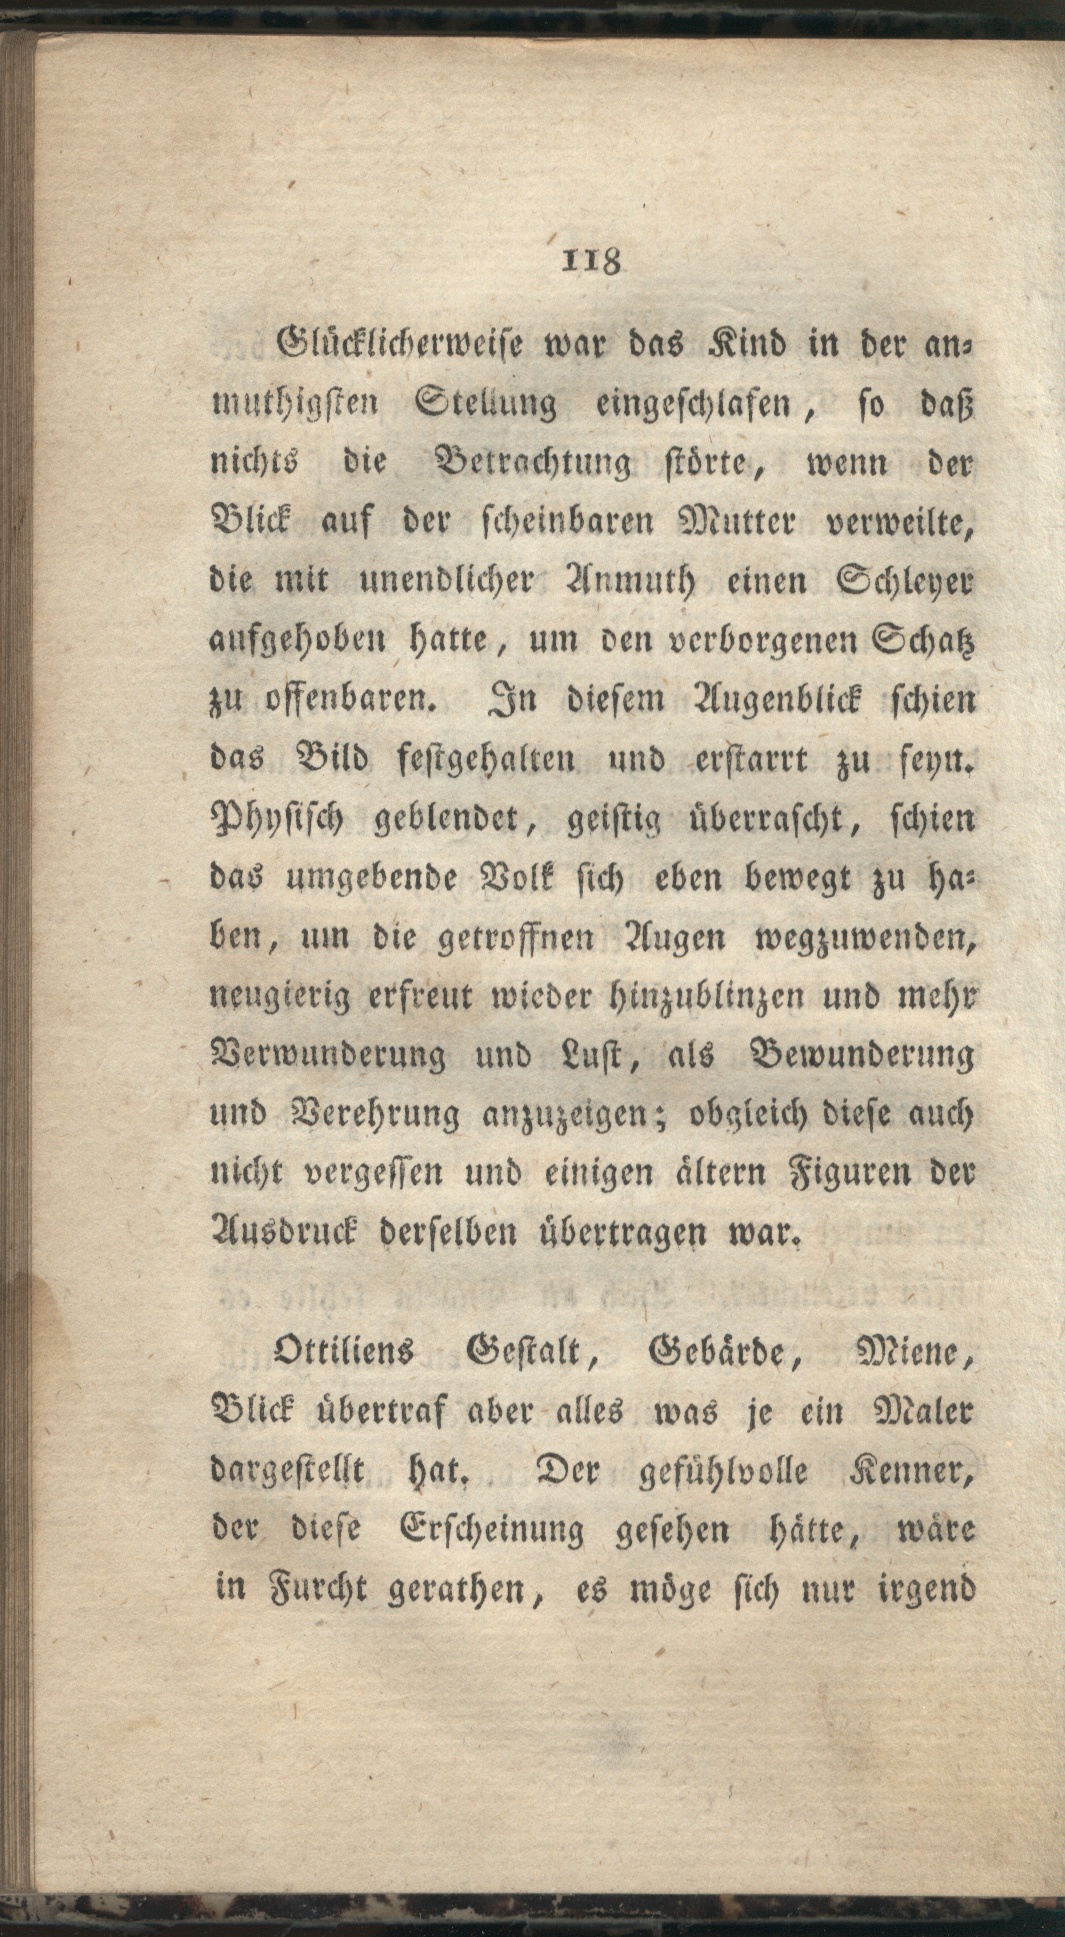 118
Glücklicherweise war das Kind in der an-
muthigsten Stellung eingeschlafen, so daß
nichts die Betrachtung störte, wenn der
Blick auf der scheinbaren Mutter verweilte,
die mit unendlicher Anmuth einen Schleyer
aufgehoben hatte, um den verborgenen Schatz
zu offenbaren. In diesem Augenblick schien
das Bild festgehalten und erstarrt zu seyn.
Physisch geblendet, geistig überrascht, schien
das umgebende Volk sich eben bewegt zu ha-
ben, um die getroffnen Augen wegzuwenden,
neugierig erfreut wieder hinzublinzen und mehr
Verwunderung und Lust, als Bewunderung
und Verehrung anzuzeigen; obgleich diese auch
nicht vergessen und einigen ältern Figuren der
Ausdruck derselben übertragen war.
Ottiliens Gestalt, Gebärde, Miene,
Blick übertraf aber alles was je ein Maler
dargestellt hat. Der gefühlvolle Kenner,
der diese Erscheinung gesehen hätte, wäre
in Furcht gerathen, es möge sich nur irgend